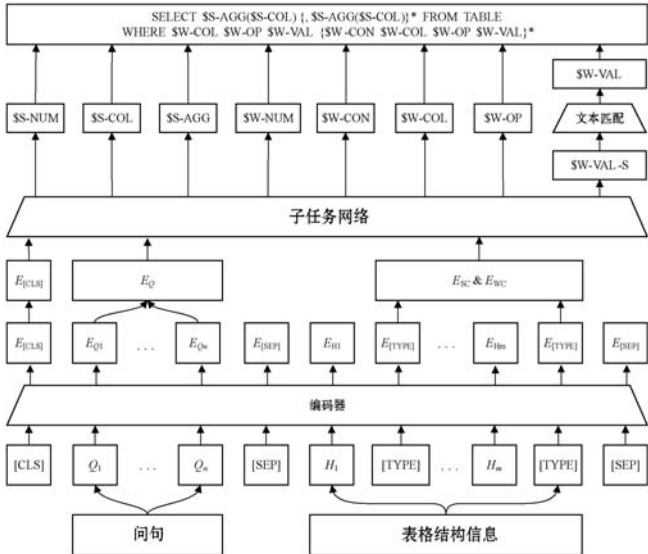 SELECT $S-AGG($S-COL) {, $S-AGG($S-COL)}* FROM TABLE
WHERE $W-COL $W-OP $W-VAL {$W-CON $W-COL $W-OP $W-VAL}*
$W-VAL
$S-NUM $S-COL $S-AGG $W-NUM $W-CON $W-COL $W-OP 文本匹配
$W-VAL-S
子任务网络
E[CLS] EQ ESC & EWC
E[CLS] EQ1 ... EQn E[SEP] EH1 E[TYPE] ... EHm E[TYPE] E[SEP]
编码器
[CLS] Q1 ... Qn [SEP] H1 [TYPE] ... Hm [TYPE] [SEP]
问句 表格结构信息